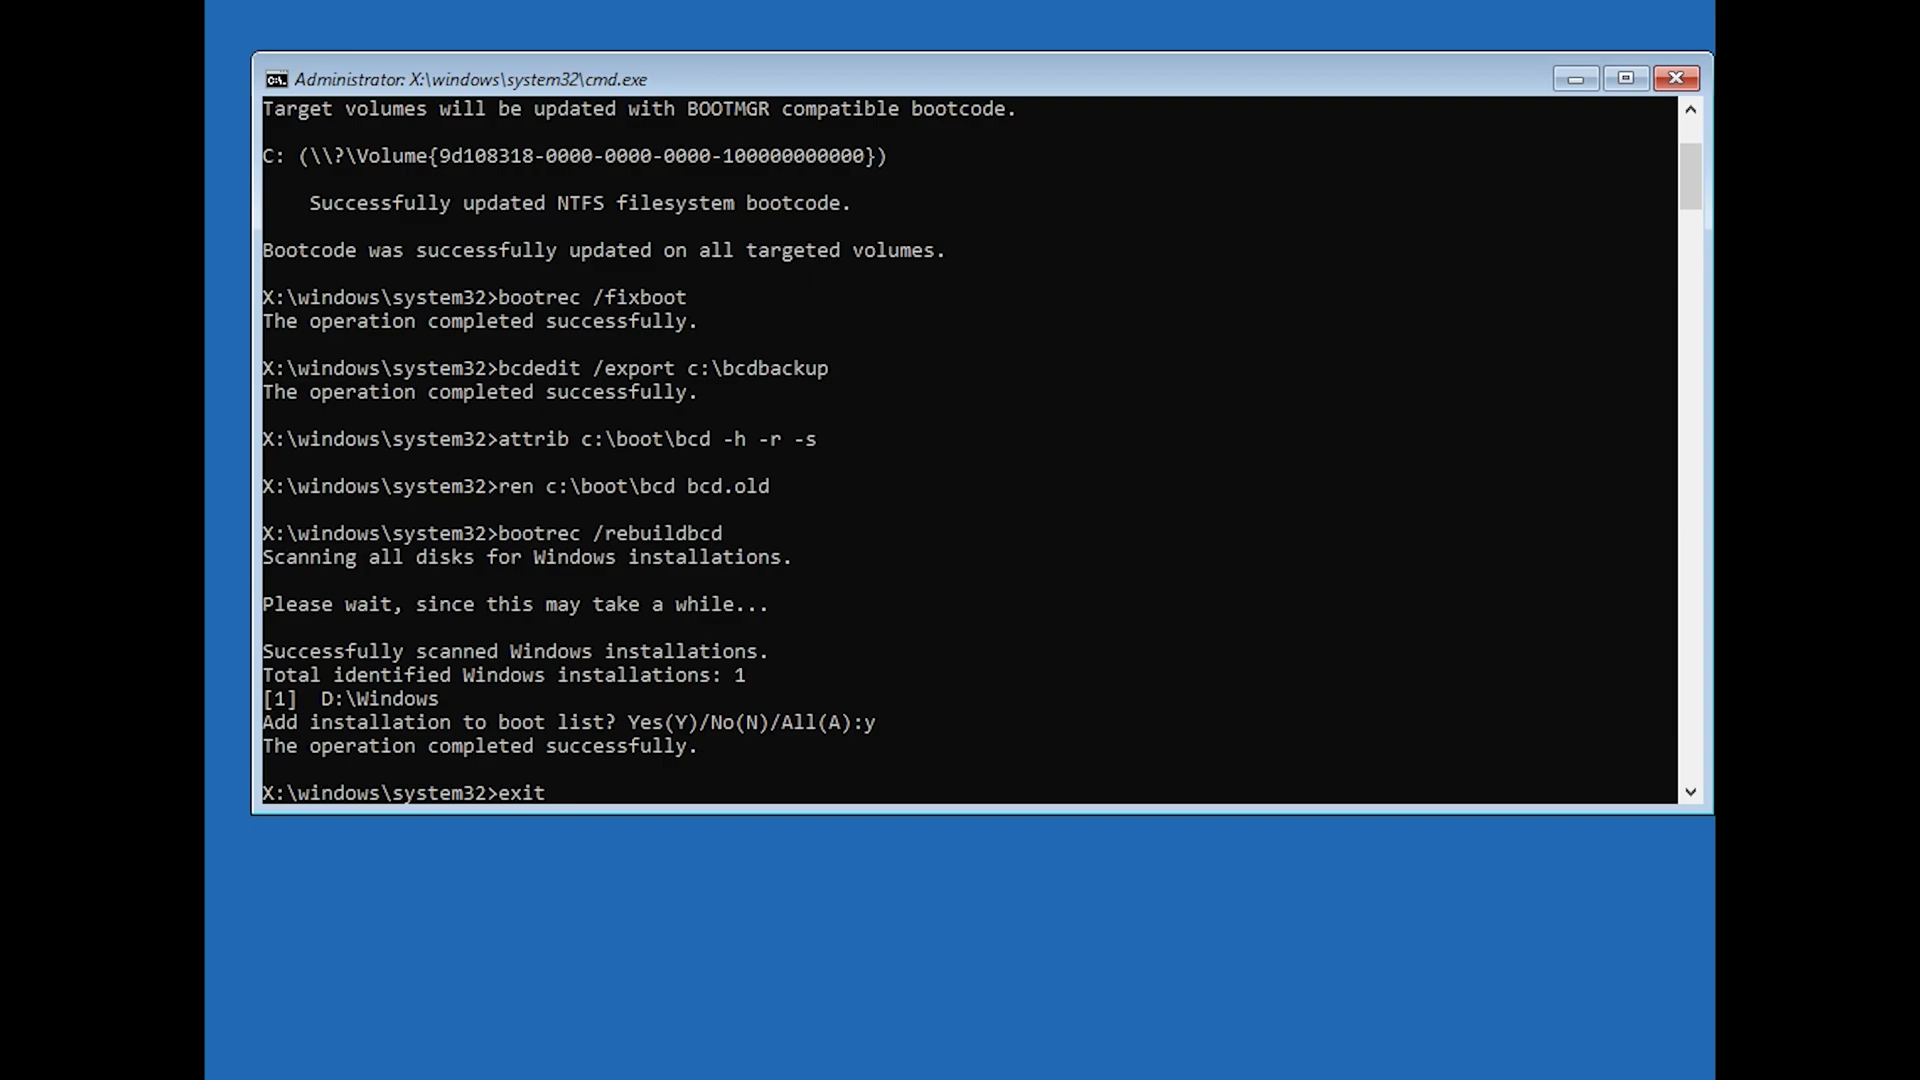 Administrator: X:\windows\system32\cmd.exe
Target volumes will be updated with BOOTMGR compatible bootcode.
C: (\\?\Volume{9d108318-0000-0000-0000-100000000000})
Successfully updated NTFS filesystem bootcode.
Bootcode was successfully updated on all targeted volumes.
X:\windows\system32>bootrec /fixboot
The operation completed successfully.
X:\windows\system32>bcdedit /export c:\bcdbackup
The operation completed successfully.
X:\windows\system32>attrib c:\boot\bcd -h -r -s
X:\windows\system32>ren c:\boot\bcd bcd.old
X:\windows\system32>bootrec /rebuildbcd
Scanning all disks for Windows installations.
Please wait, since this may take a while...
Successfully scanned Windows installations.
Total identified Windows installations: 1
[1]  D:\Windows
Add installation to boot list? Yes(Y)/No(N)/All(A):y
The operation completed successfully.
X:\windows\system32>exit